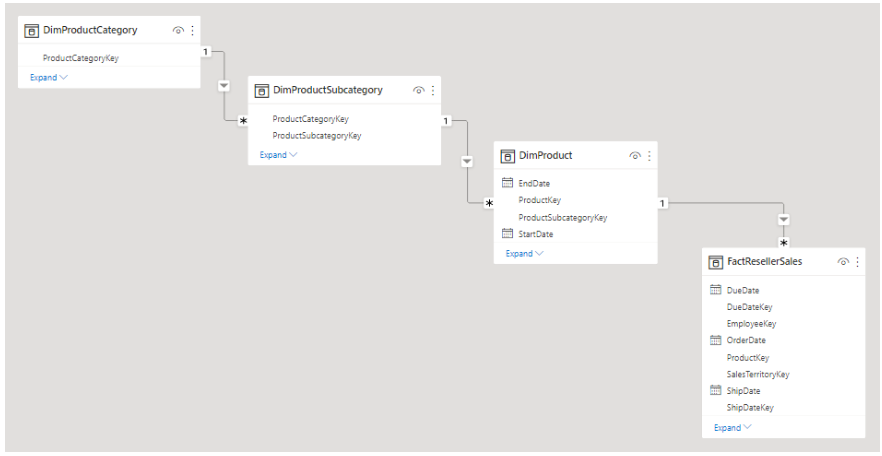 DimProductCategory
ProductCategoryKey
Expand
1
*
DimProductSubcategory
ProductCategoryKey
ProductSubcategoryKey
Expand
1
*
DimProduct
EndDate
ProductKey
ProductSubcategoryKey
StartDate
Expand
1
*
FactResellerSales
DueDate
DueDateKey
EmployeeKey
OrderDate
ProductKey
SalesTerritoryKey
ShipDate
ShipDateKey
Expand